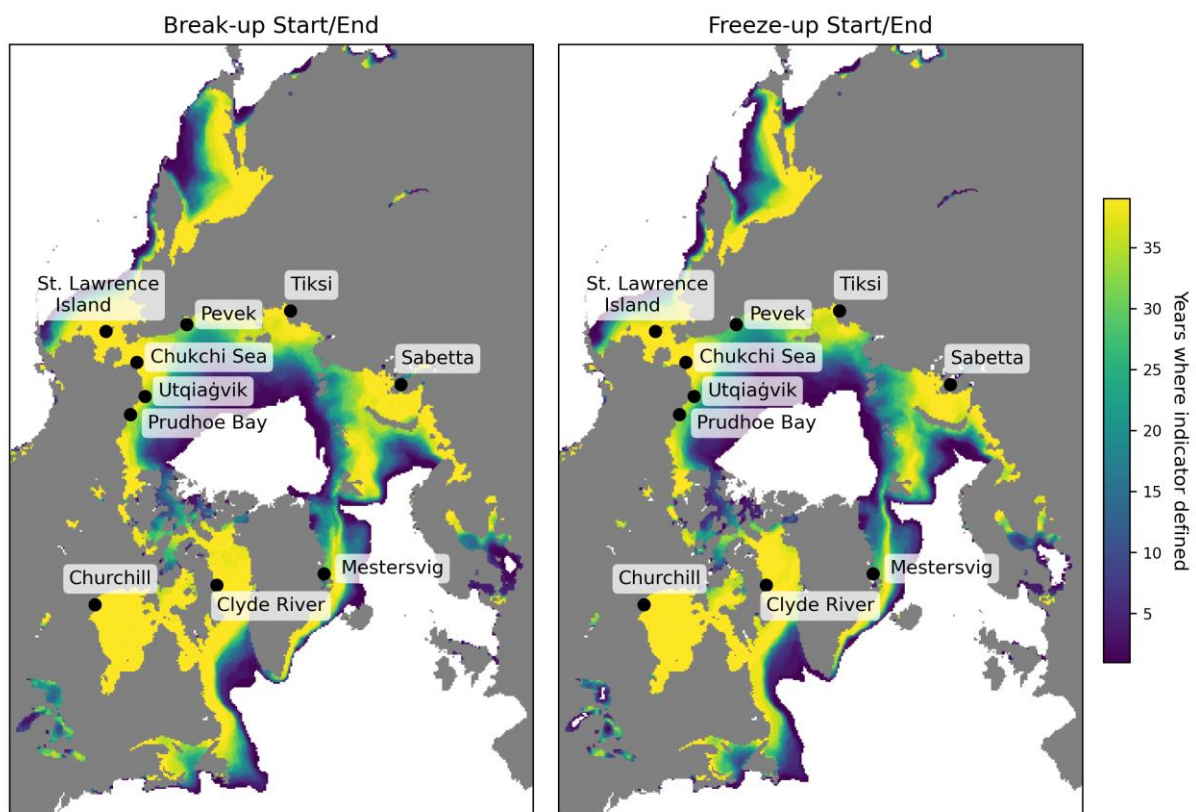 Break-up Start/End
St. Lawrence
Island
Tiksi
Pevek
Chukchi Sea
Sabetta
Utqiaġvik
Prudhoe Bay
Mestersvig
Churchill
Clyde River
Freeze-up Start/End
St. Lawrence
Island
Tiksi
Pevek
Chukchi Sea
Sabetta
Utqiaġvik
Prudhoe Bay
Mestersvig
Churchill
Clyde River
35
30
25
20
15
10
5
Years where indicator defined